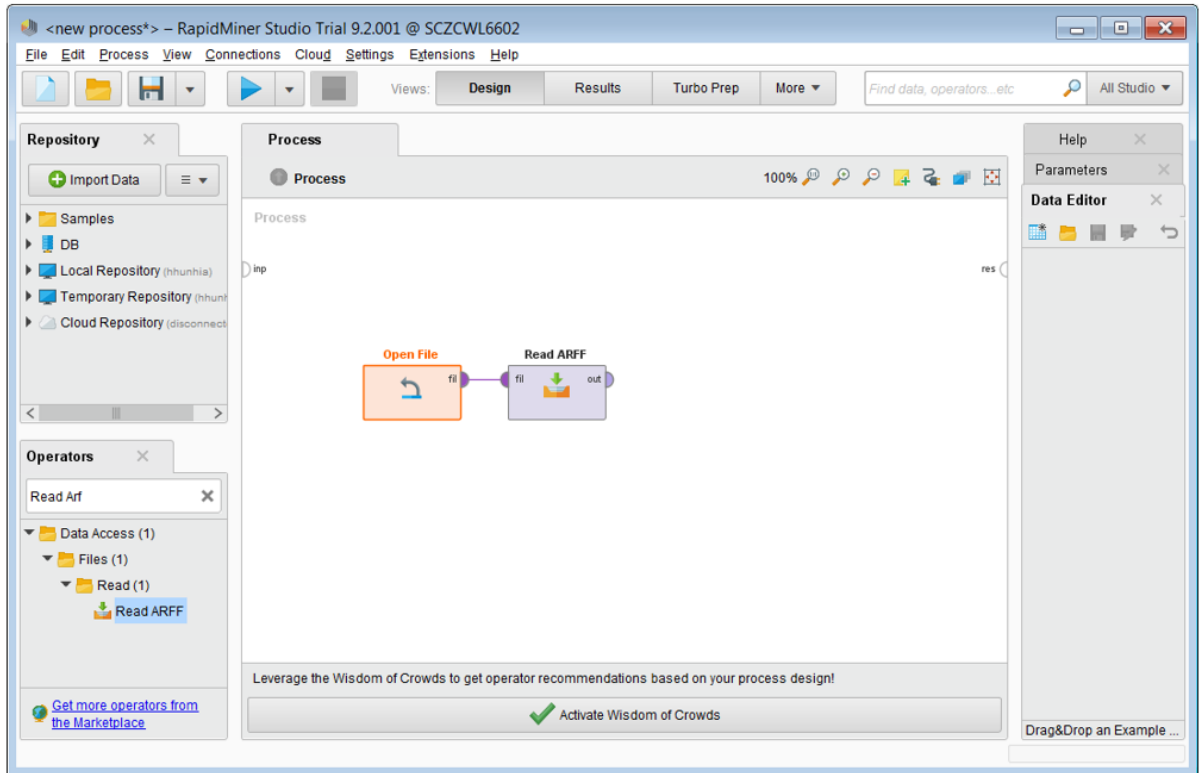 <new process*> – RapidMiner Studio Trial 9.2.001 @ SCZCWL6602
File Edit Process View Connections Cloud Settings Extensions Help
Views: Design Results Turbo Prep More Find data, operators...etc All Studio
Repository
Import Data
Samples
DB
Local Repository (hhunhia)
Temporary Repository (hhunh
Cloud Repository (disconnect
Operators
Read Arf
Data Access (1)
Files (1)
Read (1)
Read ARFF
Get more operators from
the Marketplace
Process
Process
100%
Process
inp
res
Open File
fil
Read ARFF
fil
out
Leverage the Wisdom of Crowds to get operator recommendations based on your process design!
Activate Wisdom of Crowds
Help
Parameters
Data Editor
Drag&Drop an Example ...